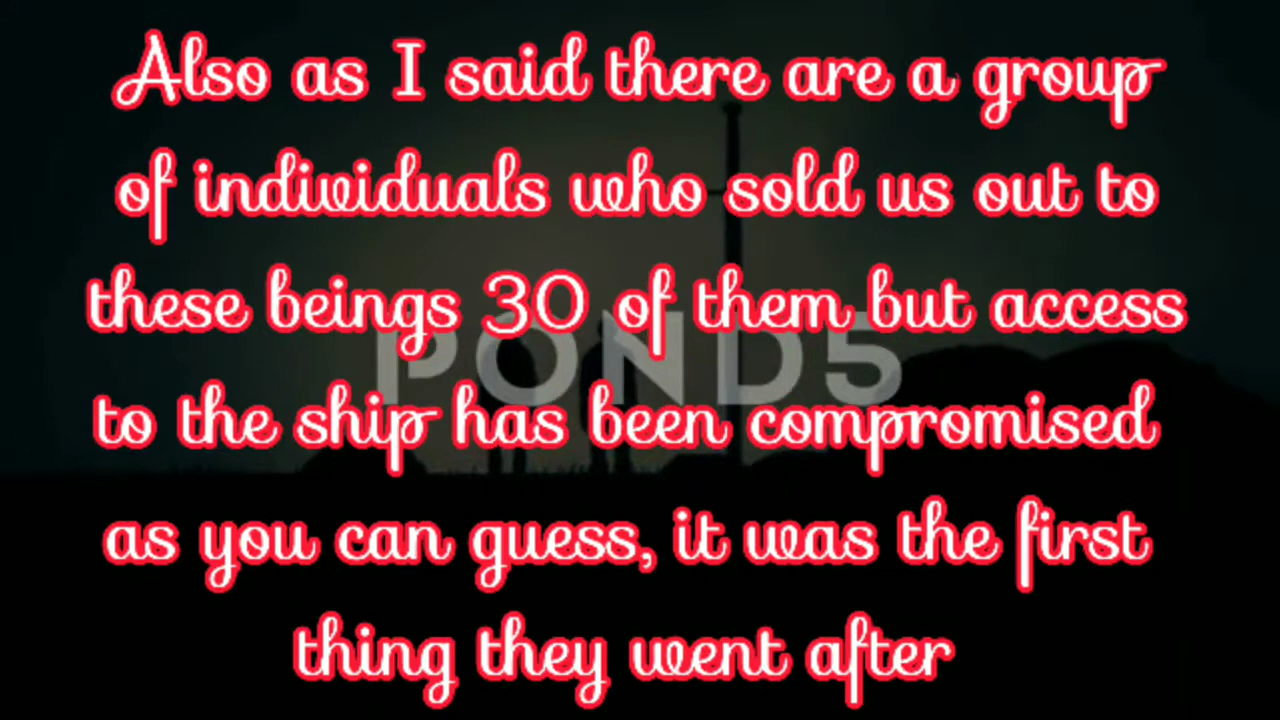 Also as I said there are a group
of individuals who sold us out to
these beings 30 of them but access
POND5
to the ship has been compromised
as you can guess, it was the first
thing they went after